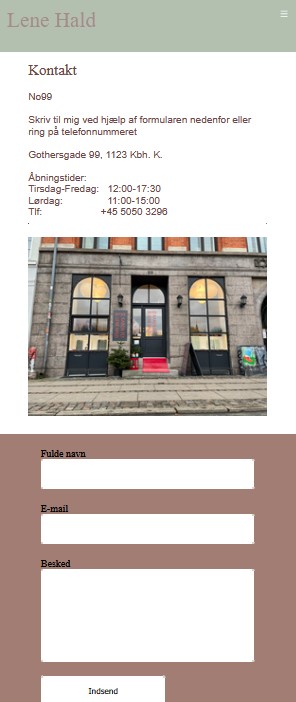 Lene Hald
Kontakt
No99
Skriv til mig ved hjælp af formularen nedenfor eller
ring på telefonnummeret
Gothersgade 99, 1123 Kbh. K.
Åbningstider:
Tirsdag-Fredag: 12:00-17:30
Lørdag: 11:00-15:00
Tlf: +45 5050 3296
Fulde navn
E-mail
Besked
Indsend